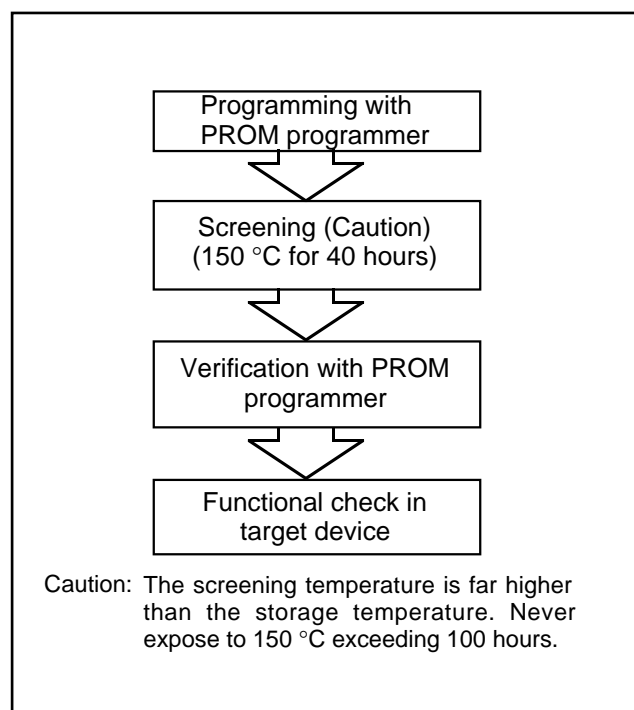 Programming with
PROM programmer
Screening (Caution)
(150 °C for 40 hours)
Verification with PROM
programmer
Functional check in
target device
Caution: The screening temperature is far higher
than the storage temperature. Never
expose to 150 °C exceeding 100 hours.